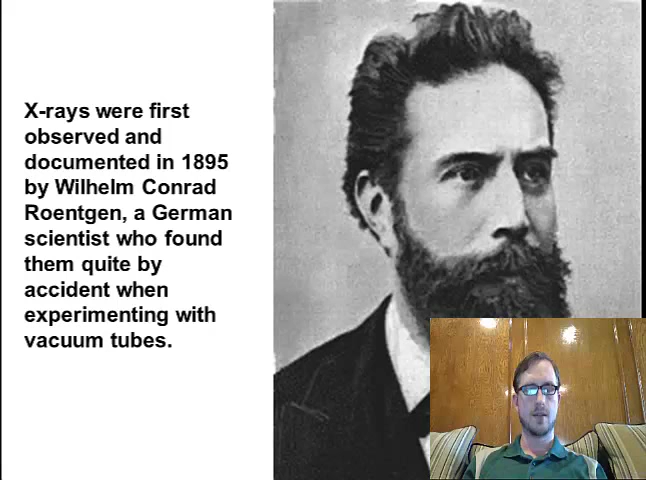 X-rays were first
observed and
documented in 1895
by Wilhelm Conrad
Roentgen, a German
scientist who found
them quite by
accident when
experimenting with
vacuum tubes.